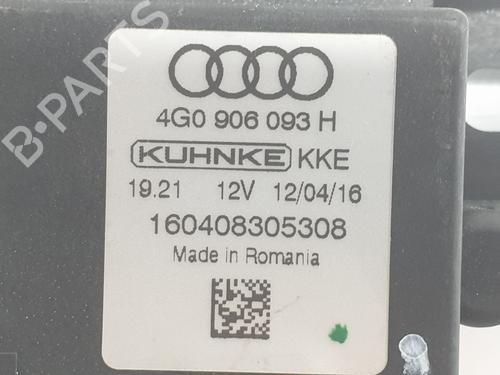 B-PARTS
4G0 906 093 H
KUHNKE KKE
19.21 12V 12/04/16
160408305308
Made in Romania